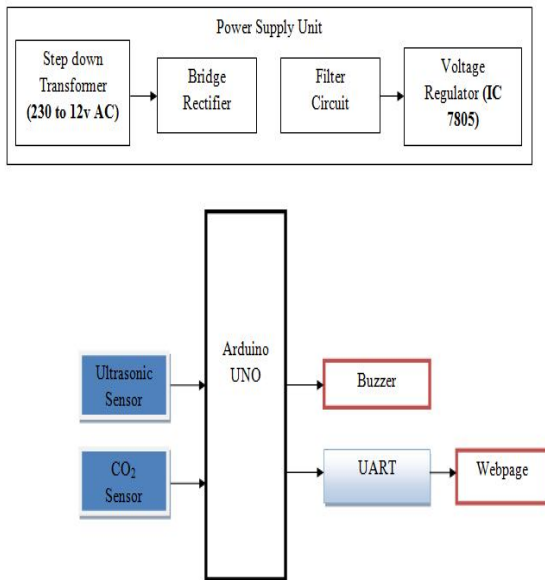 Power Supply Unit
Step down
Transformer
(230 to 12v AC)
Bridge
Rectifier
Filter
Circuit
Voltage
Regulator (IC
7805)
Arduino
UNO
Ultrasonic
Sensor
Buzzer
CO₂
Sensor
UART
Webpage